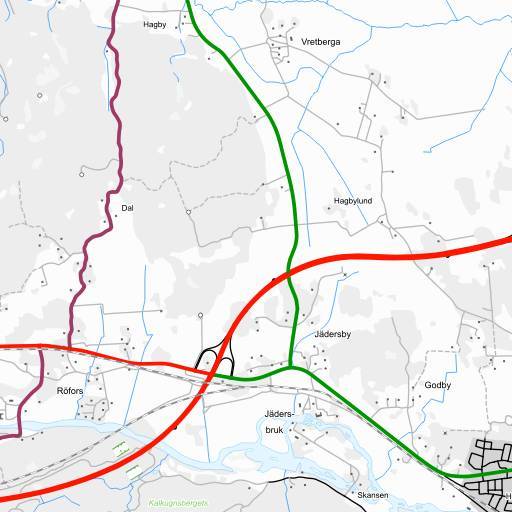 Hagby
Vretberga
Dal
Hagbylund
Jädersby
Röfors
Godby
Jäders-
bruk
Skansen
Kalkugnsbergets